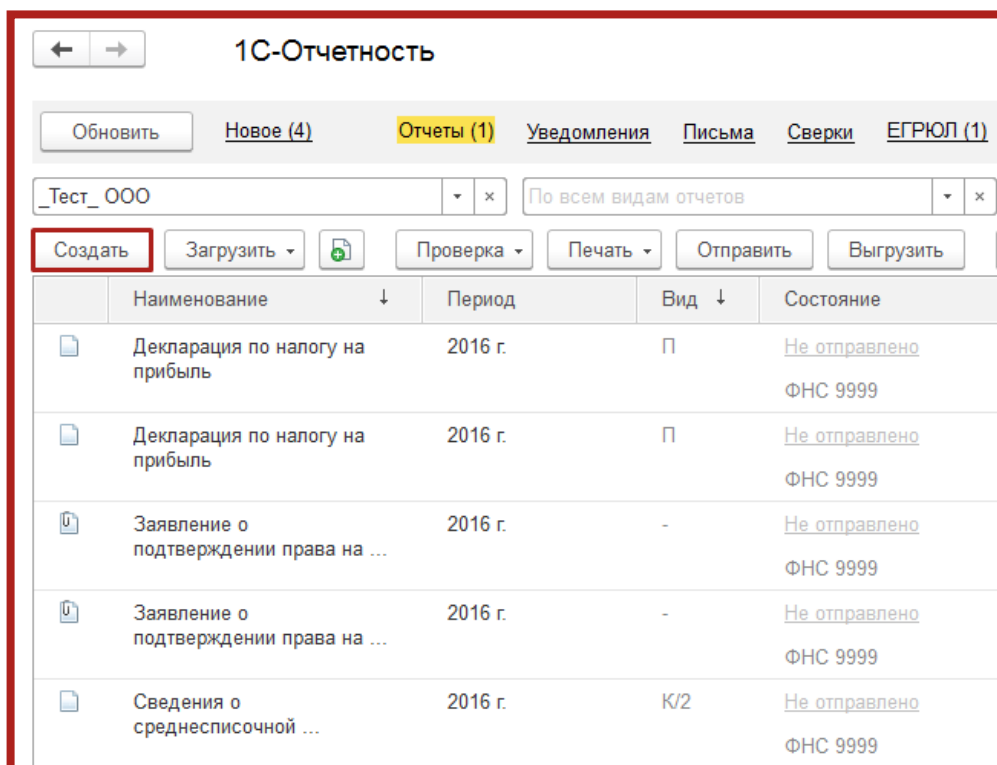 1С-Отчетность
Обновить Новое (4) Отчеты (1) Уведомления Письма Сверки ЕГРЮЛ (1)
_Тест_ ООО По всем видам отчетов
Создать Загрузить Проверка Печать Отправить Выгрузить
Наименование Период Вид Состояние
Декларация по налогу на 2016 г. П Не отправлено
прибыль
ФНС 9999
Декларация по налогу на 2016 г. П Не отправлено
прибыль
ФНС 9999
Заявление о 2016 г. - Не отправлено
подтверждении права на ...
ФНС 9999
Заявление о 2016 г. - Не отправлено
подтверждении права на ...
ФНС 9999
Сведения о 2016 г. К/2 Не отправлено
среднесписочной ...
ФНС 9999